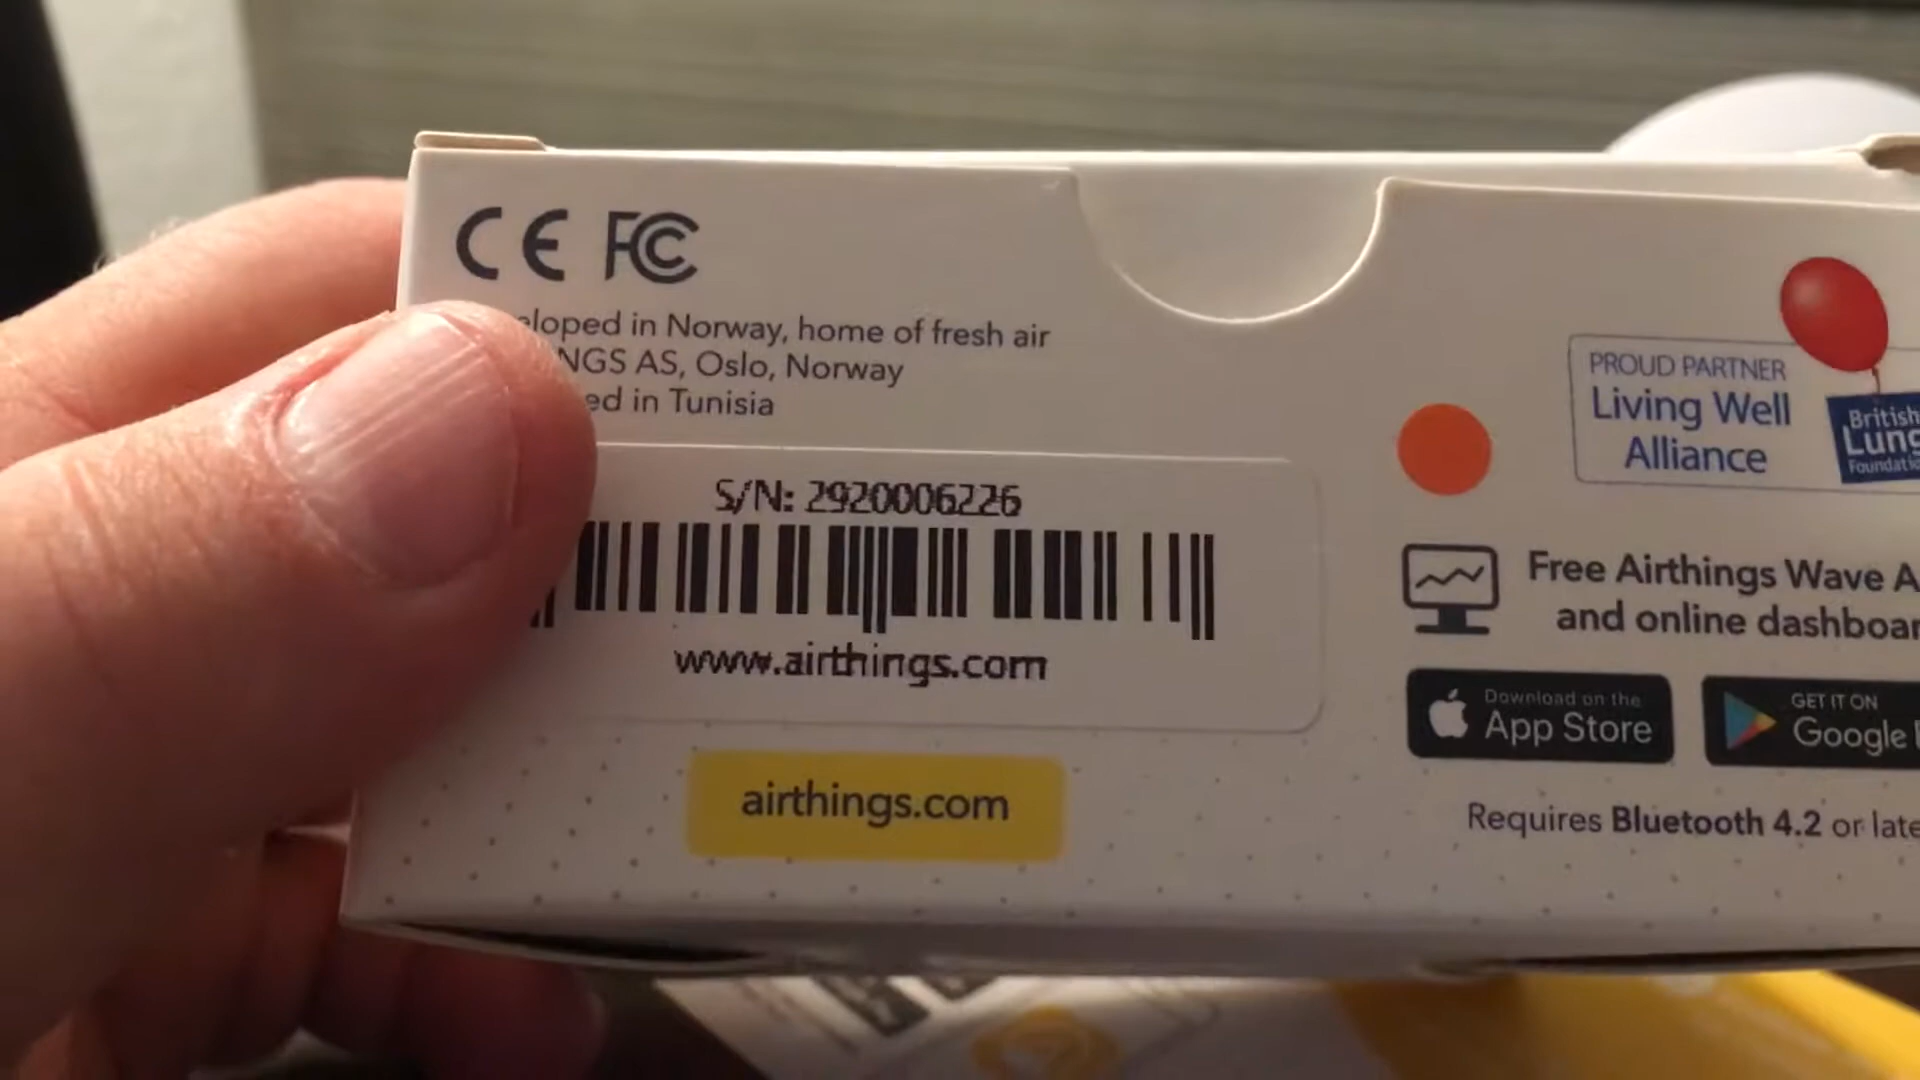 CE FC
eloped in Norway, home of fresh air
NGS AS, Oslo, Norway
ed in Tunisia
S/N: 2920006226
www.airthings.com
airthings.com
PROUD PARTNER
Living Well
Alliance
British
Lung
Foundatio
Free Airthings Wave A
and online dashboar
Download on the
App Store
GET IT ON
Google
Requires Bluetooth 4.2 or late